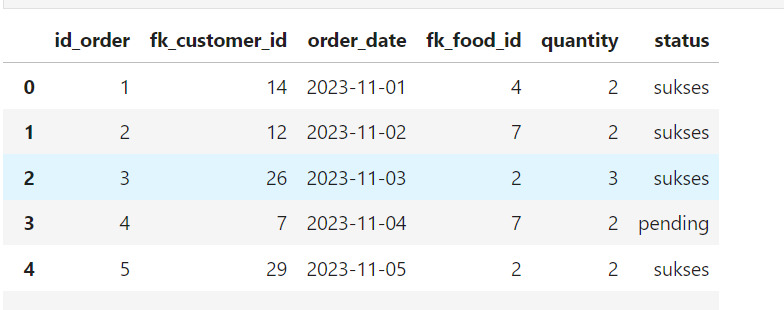 id_order fk_customer_id order_date fk_food_id quantity status
0 1 14 2023-11-01 4 2 sukses
1 2 12 2023-11-02 7 2 sukses
2 3 26 2023-11-03 2 3 sukses
3 4 7 2023-11-04 7 2 pending
4 5 29 2023-11-05 2 2 sukses